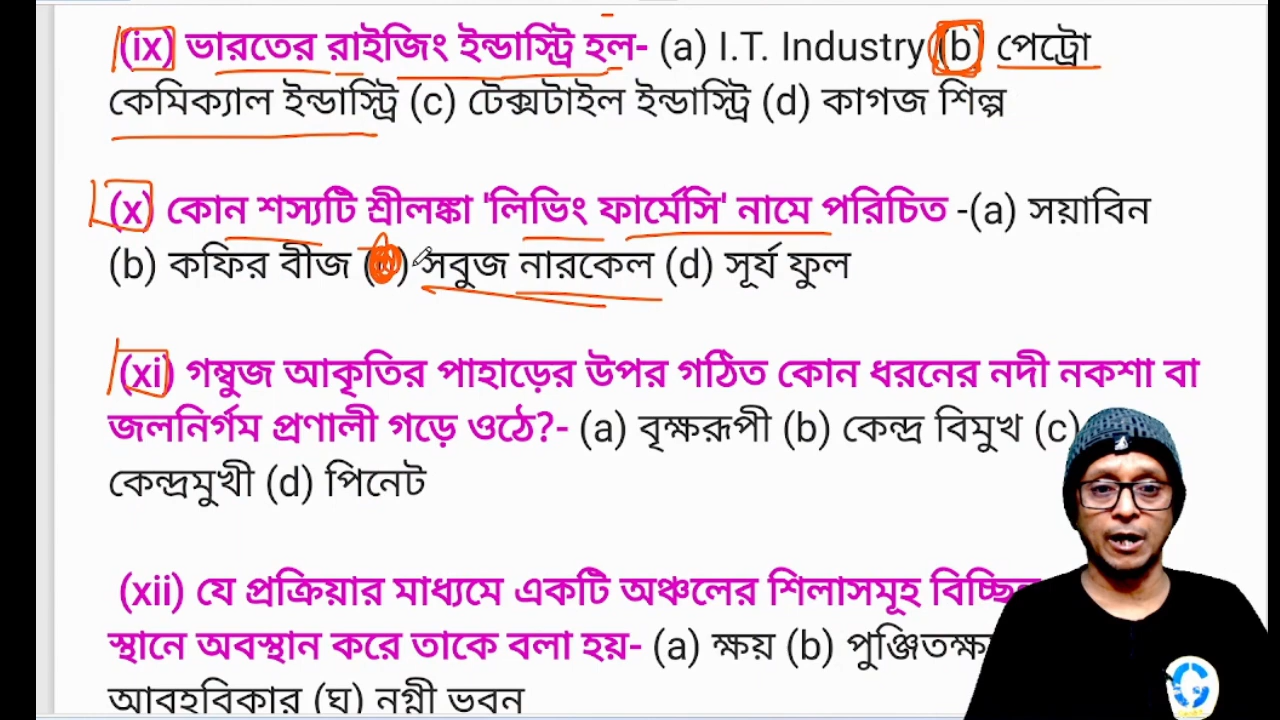 (ix) ভারতের রাইজিং ইন্ডাস্ট্রি হল- (a) I.T. Industry (b) পেট্রো
কেমিক্যাল ইন্ডাস্ট্রি (c) টেক্সটাইল ইন্ডাস্ট্রি (d) কাগজ শিল্প
(x) কোন শস্যটি শ্রীলঙ্কা 'লিভিং ফার্মেসি' নামে পরিচিত -(a) সয়াবিন
(b) কফির বীজ সবুজ নারকেল (d) সূর্য ফুল
(xi) গম্বুজ আকৃতির পাহাড়ের উপর গঠিত কোন ধরনের নদী নকশা বা
জলনির্গম প্রণালী গড়ে ওঠে?- (a) বৃক্ষরূপী (b) কেন্দ্র বিমুখ (c)
কেন্দ্রমুখী (d) পিনেট
(xii) যে প্রক্রিয়ার মাধ্যমে একটি অঞ্চলের শিলাসমূহ
স্থানে অবস্থান করে তাকে বলা হয়- (a) ক্ষয় (b)
আবহবিকার (ঘ) নগ্নী ভবন